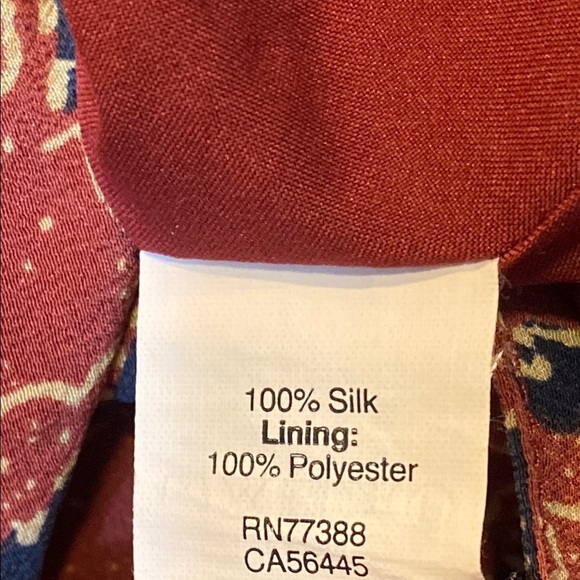 100% Silk
Lining:
100% Polyester
RN77388
CA56445